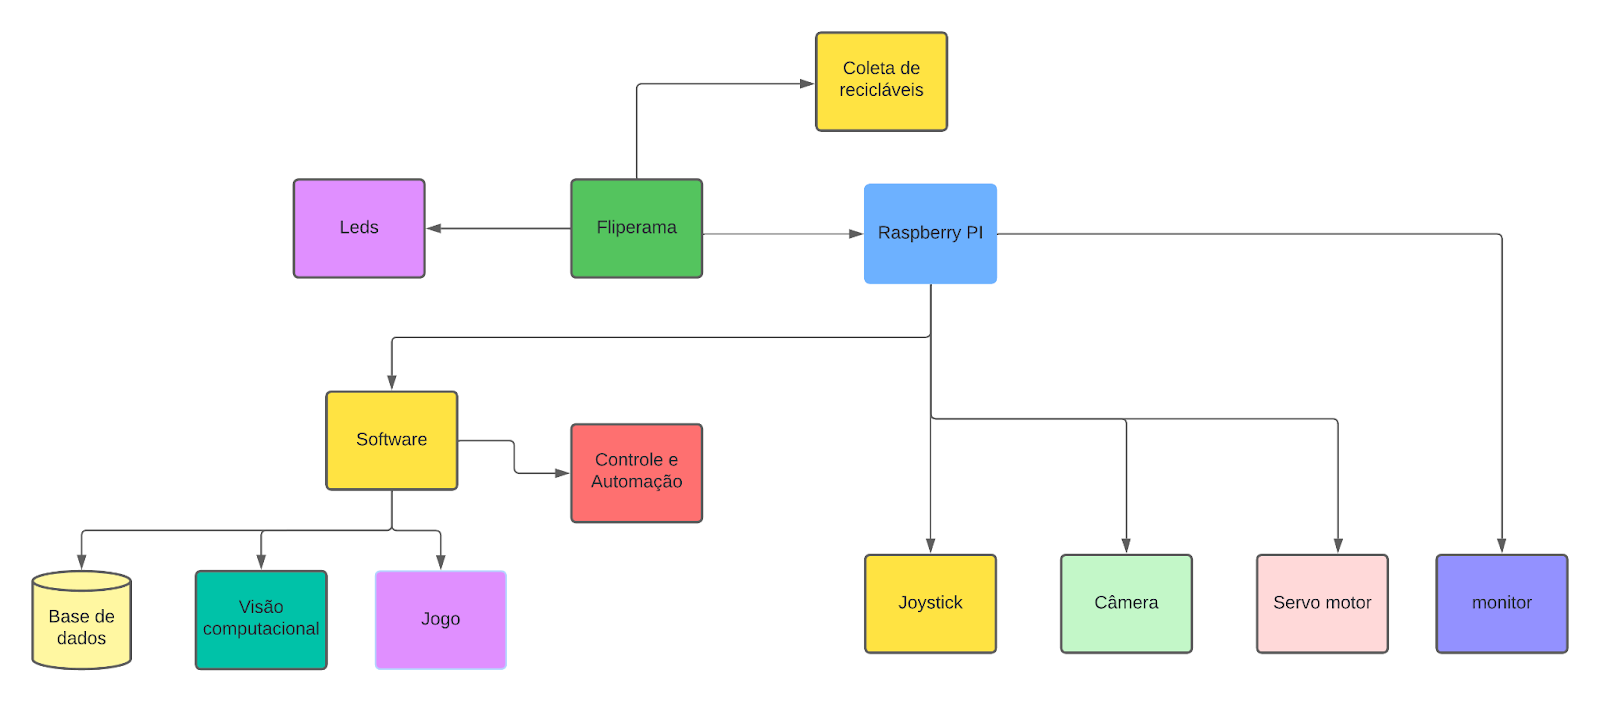 Coleta de
recicláveis
Leds
Fliperama
Raspberry PI
Software
Controle e
Automação
Base de
dados
Visão
computacional
Jogo
Joystick
Câmera
Servo motor
monitor